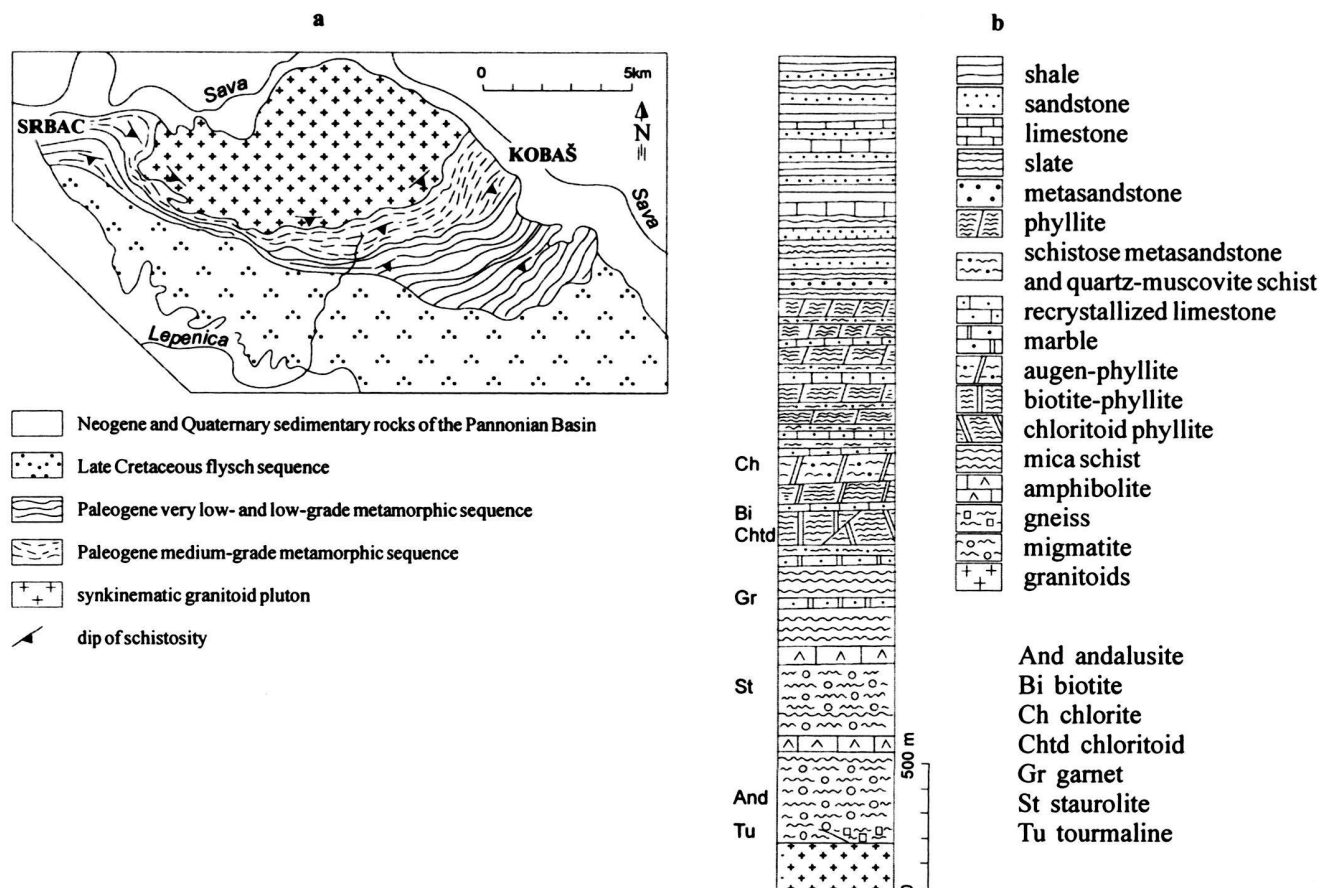 a
Sava
0 5km
N
SRBAC
KOBAŠ
Sava
Lepenica
Neogene and Quaternary sedimentary rocks of the Pannonian Basin
Late Cretaceous flysch sequence
Paleogene very low- and low-grade metamorphic sequence
Paleogene medium-grade metamorphic sequence
synkinematic granitoid pluton
dip of schistosity
b
Ch
Bi
Chtd
Gr
St
And
Tu
500 m
0
shale
sandstone
limestone
slate
metasandstone
phyllite
schistose metasandstone
and quartz-muscovite schist
recrystallized limestone
marble
augen-phyllite
biotite-phyllite
chloritoid phyllite
mica schist
amphibolite
gneiss
migmatite
granitoids
And andalusite
Bi biotite
Ch chlorite
Chtd chloritoid
Gr garnet
St staurolite
Tu tourmaline